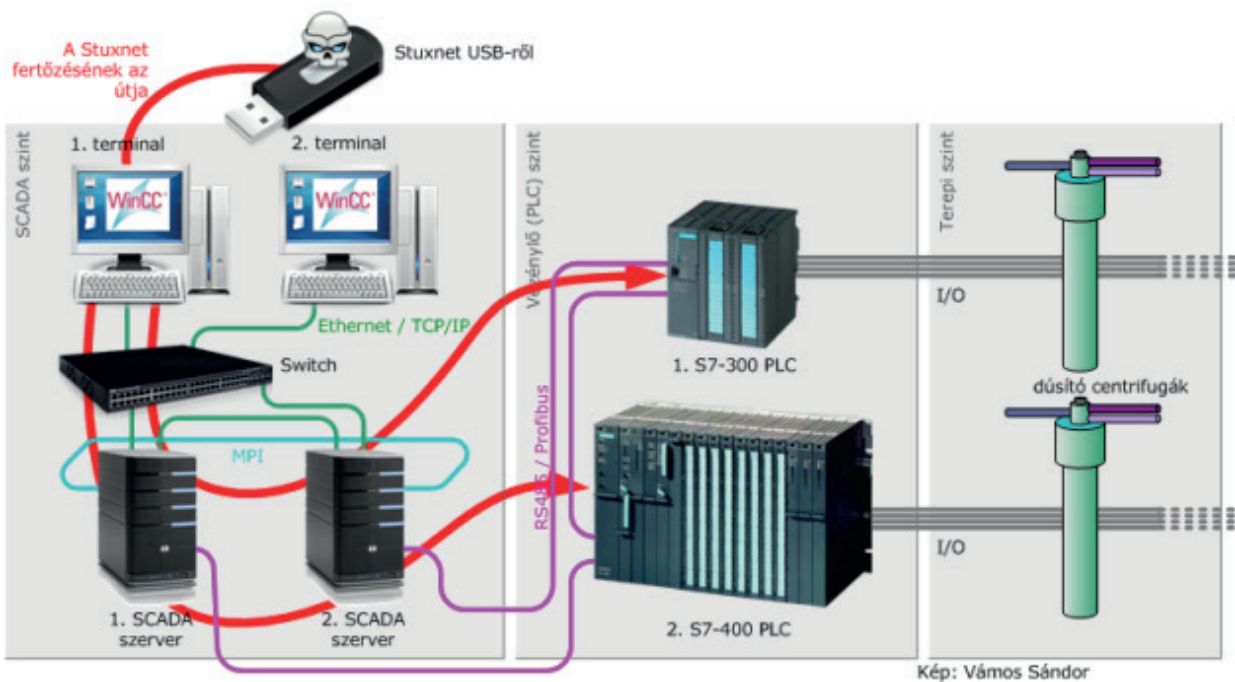 A Stuxnet
fertőzésének az
útja
Stuxnet USB-ről
SCADA szint
1. terminal
2. terminal
WinCC
WinCC
Ethernet / TCP/IP
Switch
MPI
1. SCADA
szerver
2. SCADA
szerver
Vezénylő (PLC) szint
RS485 / Profibus
1. S7-300 PLC
2. S7-400 PLC
Terepi szint
I/O
dúsító centrifugák
I/O
Kép: Vámos Sándor